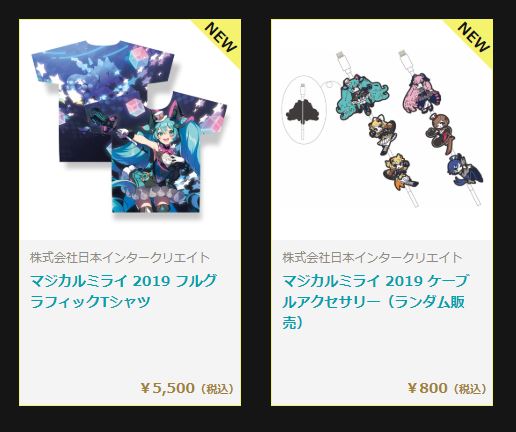 NEW
株式会社日本インタークリエイト
マジカルミライ 2019 フルグ
ラフィックTシャツ
￥5,500（税込）
NEW
株式会社日本インタークリエイト
マジカルミライ 2019 ケーブ
ルアクセサリー（ランダム販
売）
￥800（税込）